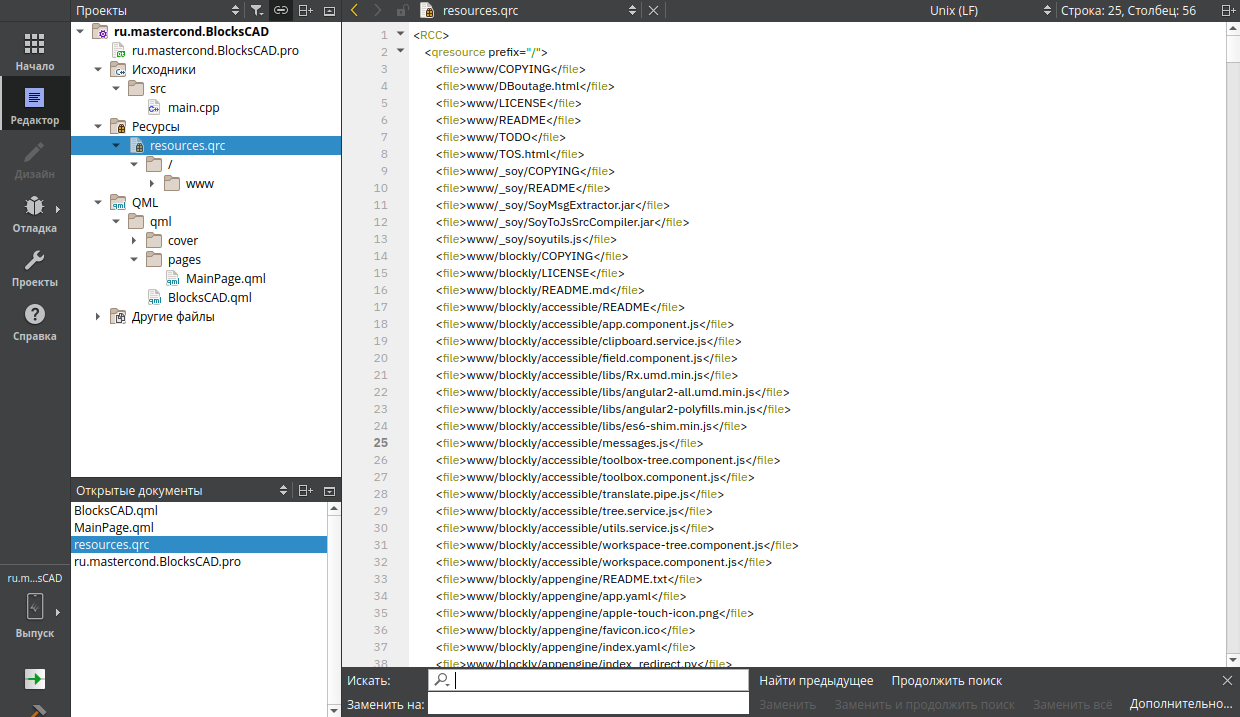 Проекты
resources.qrc
Unix (LF)
Строка: 25, Столбец: 56
Начало
Редактор
Дизайн
Отладка
Проекты
Справка
ru.m...sCAD
Выпуск
ru.mastercond.BlocksCAD
ru.mastercond.BlocksCAD.pro
Исходники
src
main.cpp
Ресурсы
resources.qrc
/
www
QML
qml
cover
pages
MainPage.qml
BlocksCAD.qml
Другие файлы
Открытые документы
BlocksCAD.qml
MainPage.qml
resources.qrc
ru.mastercond.BlocksCAD.pro
1 <RCC>
2 <qresource prefix="/">
3 <file>www/COPYING</file>
4 <file>www/DBoutage.html</file>
5 <file>www/LICENSE</file>
6 <file>www/README</file>
7 <file>www/TODO</file>
8 <file>www/TOS.html</file>
9 <file>www/_soy/COPYING</file>
10 <file>www/_soy/README</file>
11 <file>www/_soy/SoyMsgExtractor.jar</file>
12 <file>www/_soy/SoyToJsSrcCompiler.jar</file>
13 <file>www/_soy/soyutils.js</file>
14 <file>www/blockly/COPYING</file>
15 <file>www/blockly/LICENSE</file>
16 <file>www/blockly/README.md</file>
17 <file>www/blockly/accessible/README</file>
18 <file>www/blockly/accessible/app.component.js</file>
19 <file>www/blockly/accessible/clipboard.service.js</file>
20 <file>www/blockly/accessible/field.component.js</file>
21 <file>www/blockly/accessible/libs/Rx.umd.min.js</file>
22 <file>www/blockly/accessible/libs/angular2-all.umd.min.js</file>
23 <file>www/blockly/accessible/libs/angular2-polyfills.min.js</file>
24 <file>www/blockly/accessible/libs/es6-shim.min.js</file>
25 <file>www/blockly/accessible/messages.js</file>
26 <file>www/blockly/accessible/toolbox-tree.component.js</file>
27 <file>www/blockly/accessible/toolbox.component.js</file>
28 <file>www/blockly/accessible/translate.pipe.js</file>
29 <file>www/blockly/accessible/tree.service.js</file>
30 <file>www/blockly/accessible/utils.service.js</file>
31 <file>www/blockly/accessible/workspace-tree.component.js</file>
32 <file>www/blockly/accessible/workspace.component.js</file>
33 <file>www/blockly/appengine/README.txt</file>
34 <file>www/blockly/appengine/app.yaml</file>
35 <file>www/blockly/appengine/apple-touch-icon.png</file>
36 <file>www/blockly/appengine/favicon.ico</file>
37 <file>www/blockly/appengine/index.yaml</file>
38 <file>www/blockly/appengine/index_redirect.py</file>
Искать:
Найти предыдущее
Продолжить поиск
Заменить на:
Заменить
Заменить и продолжить поиск
Заменить всё
Дополнительно...